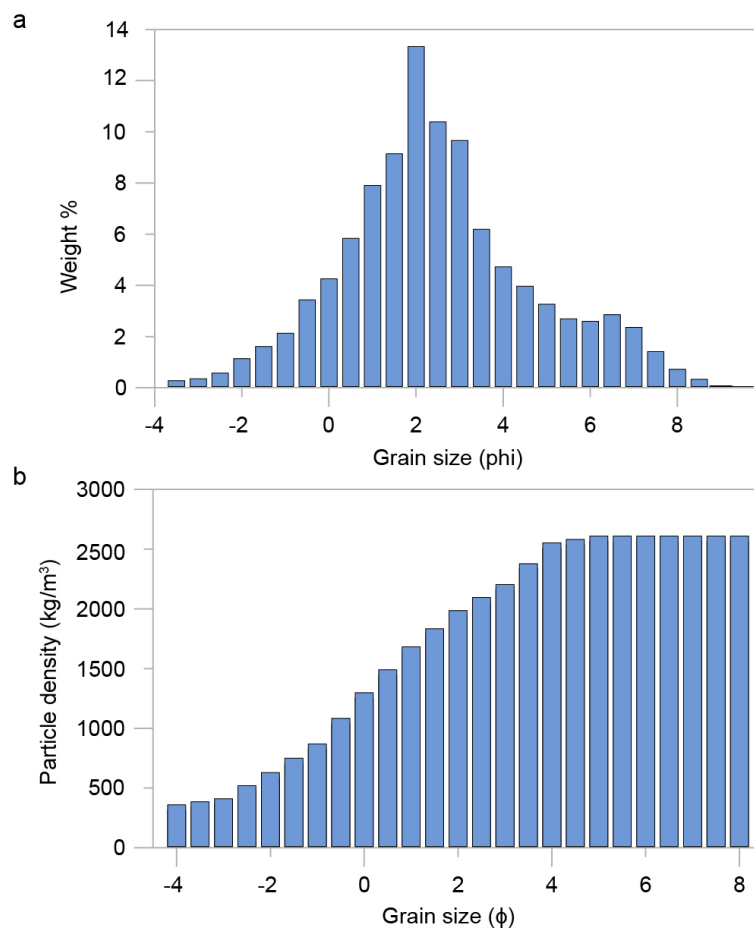 a
14
12
10
8
6
4
2
0
Weight %
-4 -2 0 2 4 6 8
Grain size (phi)
b
3000
2500
2000
1500
1000
500
0
Particle density (kg/m³)
-4 -2 0 2 4 6 8
Grain size (ϕ)